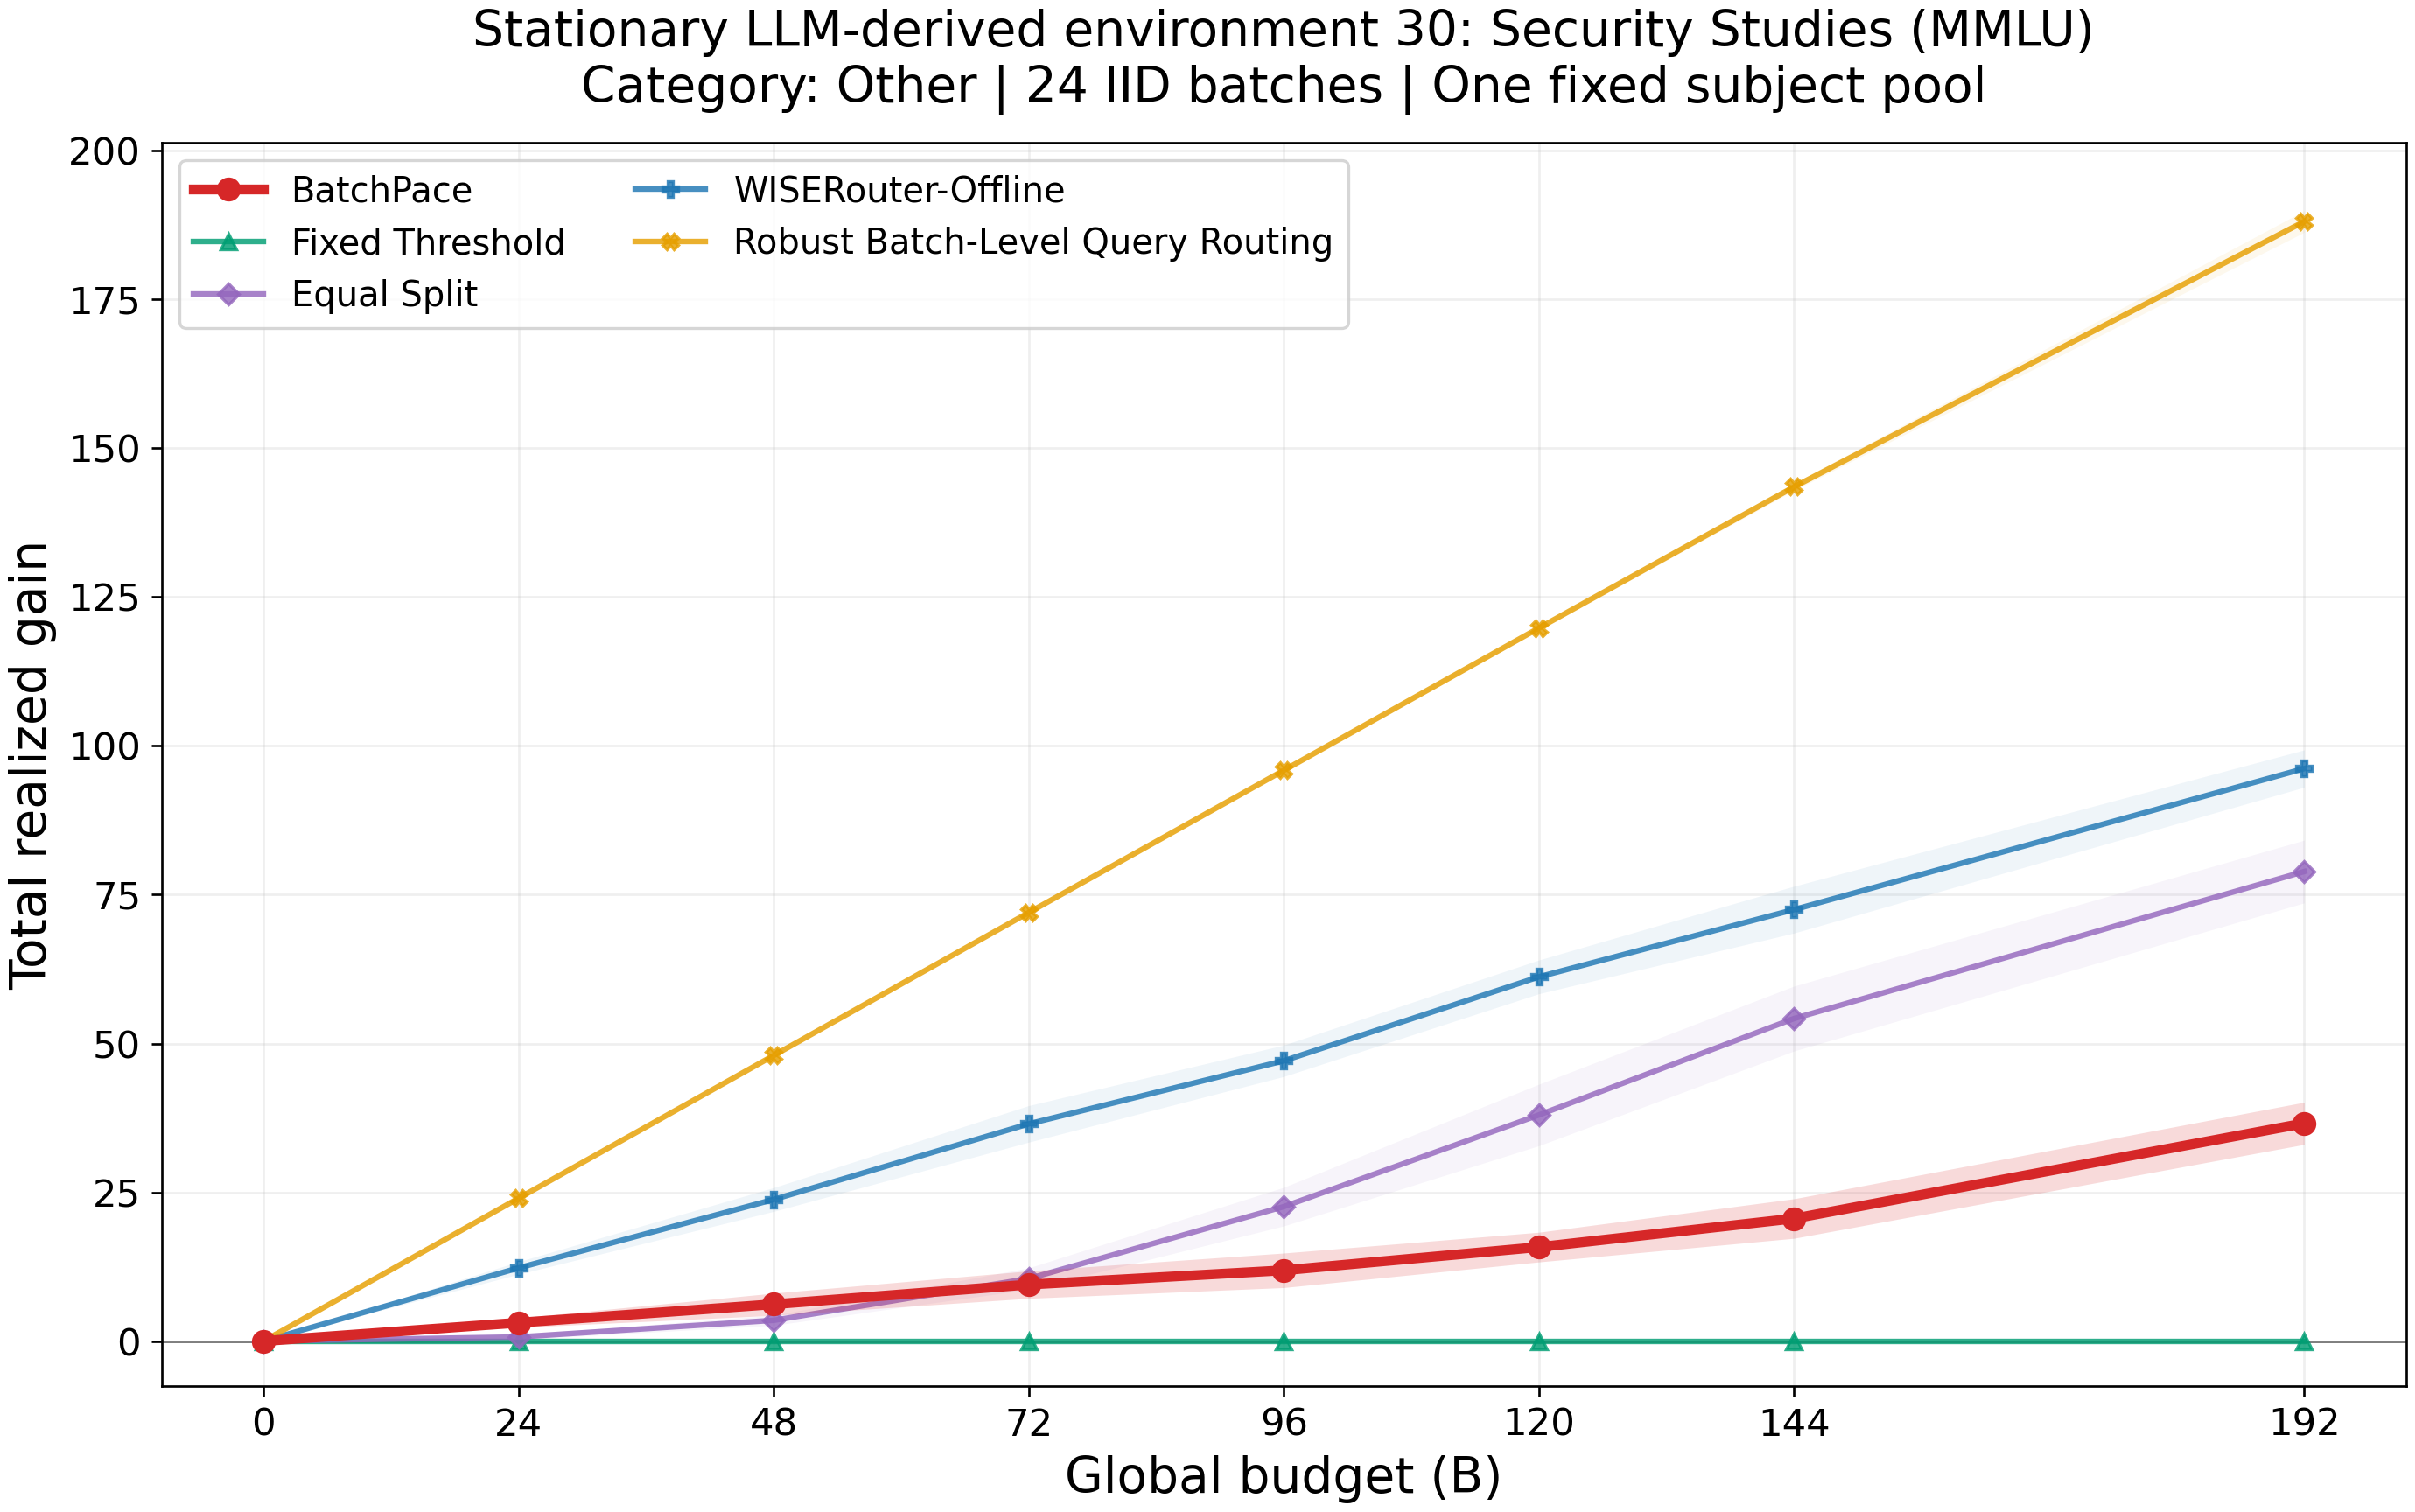 Stationary LLM-derived environment 30: Security Studies (MMLU)
Category: Other | 24 IID batches | One fixed subject pool
BatchPace
Fixed Threshold
Equal Split
WISERouter-Offline
Robust Batch-Level Query Routing
Total realized gain
200
175
150
125
100
75
50
25
0
0 24 48 72 96 120 144 192
Global budget (B)